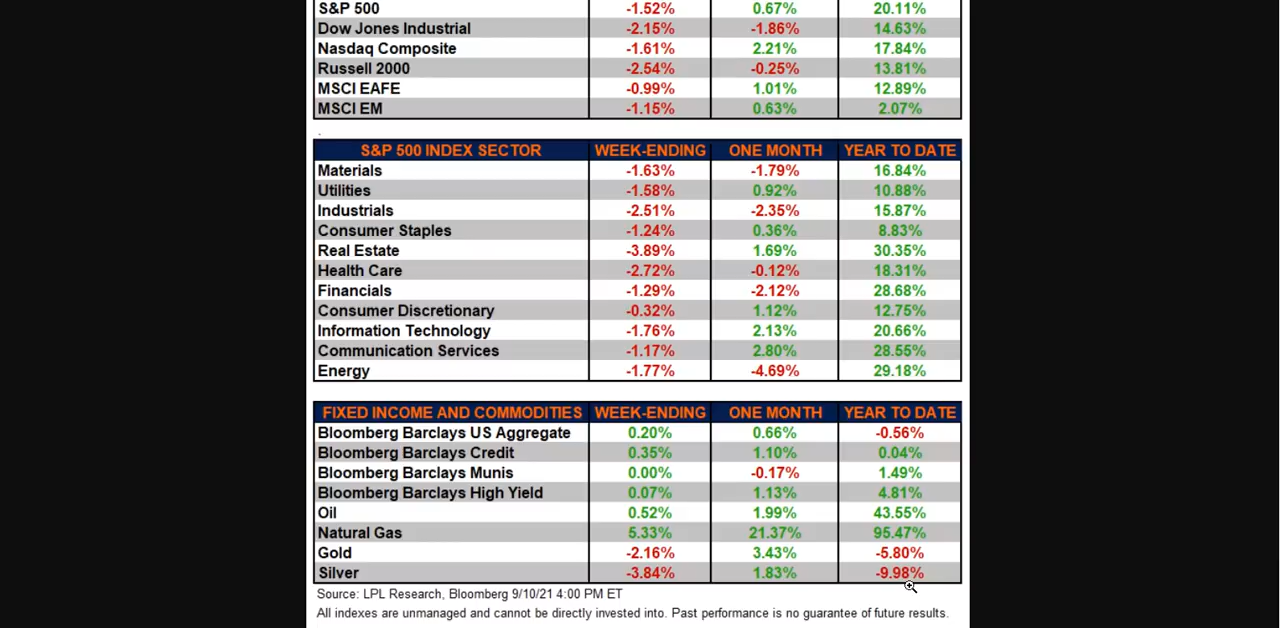 S&P 500 -1.52% 0.67% 20.11%
Dow Jones Industrial -2.15% -1.86% 14.63%
Nasdaq Composite -1.61% 2.21% 17.84%
Russell 2000 -2.54% -0.25% 13.81%
MSCI EAFE -0.99% 1.01% 12.89%
MSCI EM -1.15% 0.63% 2.07%
S&P 500 INDEX SECTOR WEEK-ENDING ONE MONTH YEAR TO DATE
Materials -1.63% -1.79% 16.84%
Utilities -1.58% 0.92% 10.88%
Industrials -2.51% -2.35% 15.87%
Consumer Staples -1.24% 0.36% 8.83%
Real Estate -3.89% 1.69% 30.35%
Health Care -2.72% -0.12% 18.31%
Financials -1.29% -2.12% 28.68%
Consumer Discretionary -0.32% 1.12% 12.75%
Information Technology -1.76% 2.13% 20.66%
Communication Services -1.17% 2.80% 28.55%
Energy -1.77% -4.69% 29.18%
FIXED INCOME AND COMMODITIES WEEK-ENDING ONE MONTH YEAR TO DATE
Bloomberg Barclays US Aggregate 0.20% 0.66% -0.56%
Bloomberg Barclays Credit 0.35% 1.10% 0.04%
Bloomberg Barclays Munis 0.00% -0.17% 1.49%
Bloomberg Barclays High Yield 0.07% 1.13% 4.81%
Oil 0.52% 1.99% 43.55%
Natural Gas 5.33% 21.37% 95.47%
Gold -2.16% 3.43% -5.80%
Silver -3.84% 1.83% -9.98%
Source: LPL Research, Bloomberg 9/10/21 4:00 PM ET
All indexes are unmanaged and cannot be directly invested into. Past performance is no guarantee of future results.